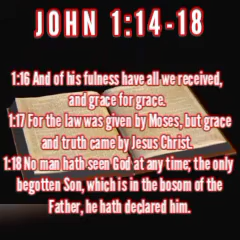 JOHN 1:14-18
1:16 And of his fulness have all we received,
and grace for grace.
1:17 For the law was given by Moses, but grace
and truth came by Jesus Christ.
1:18 No man hath seen God at any time; the only
begotten Son, which is in the bosom of the
Father, he hath declared him.